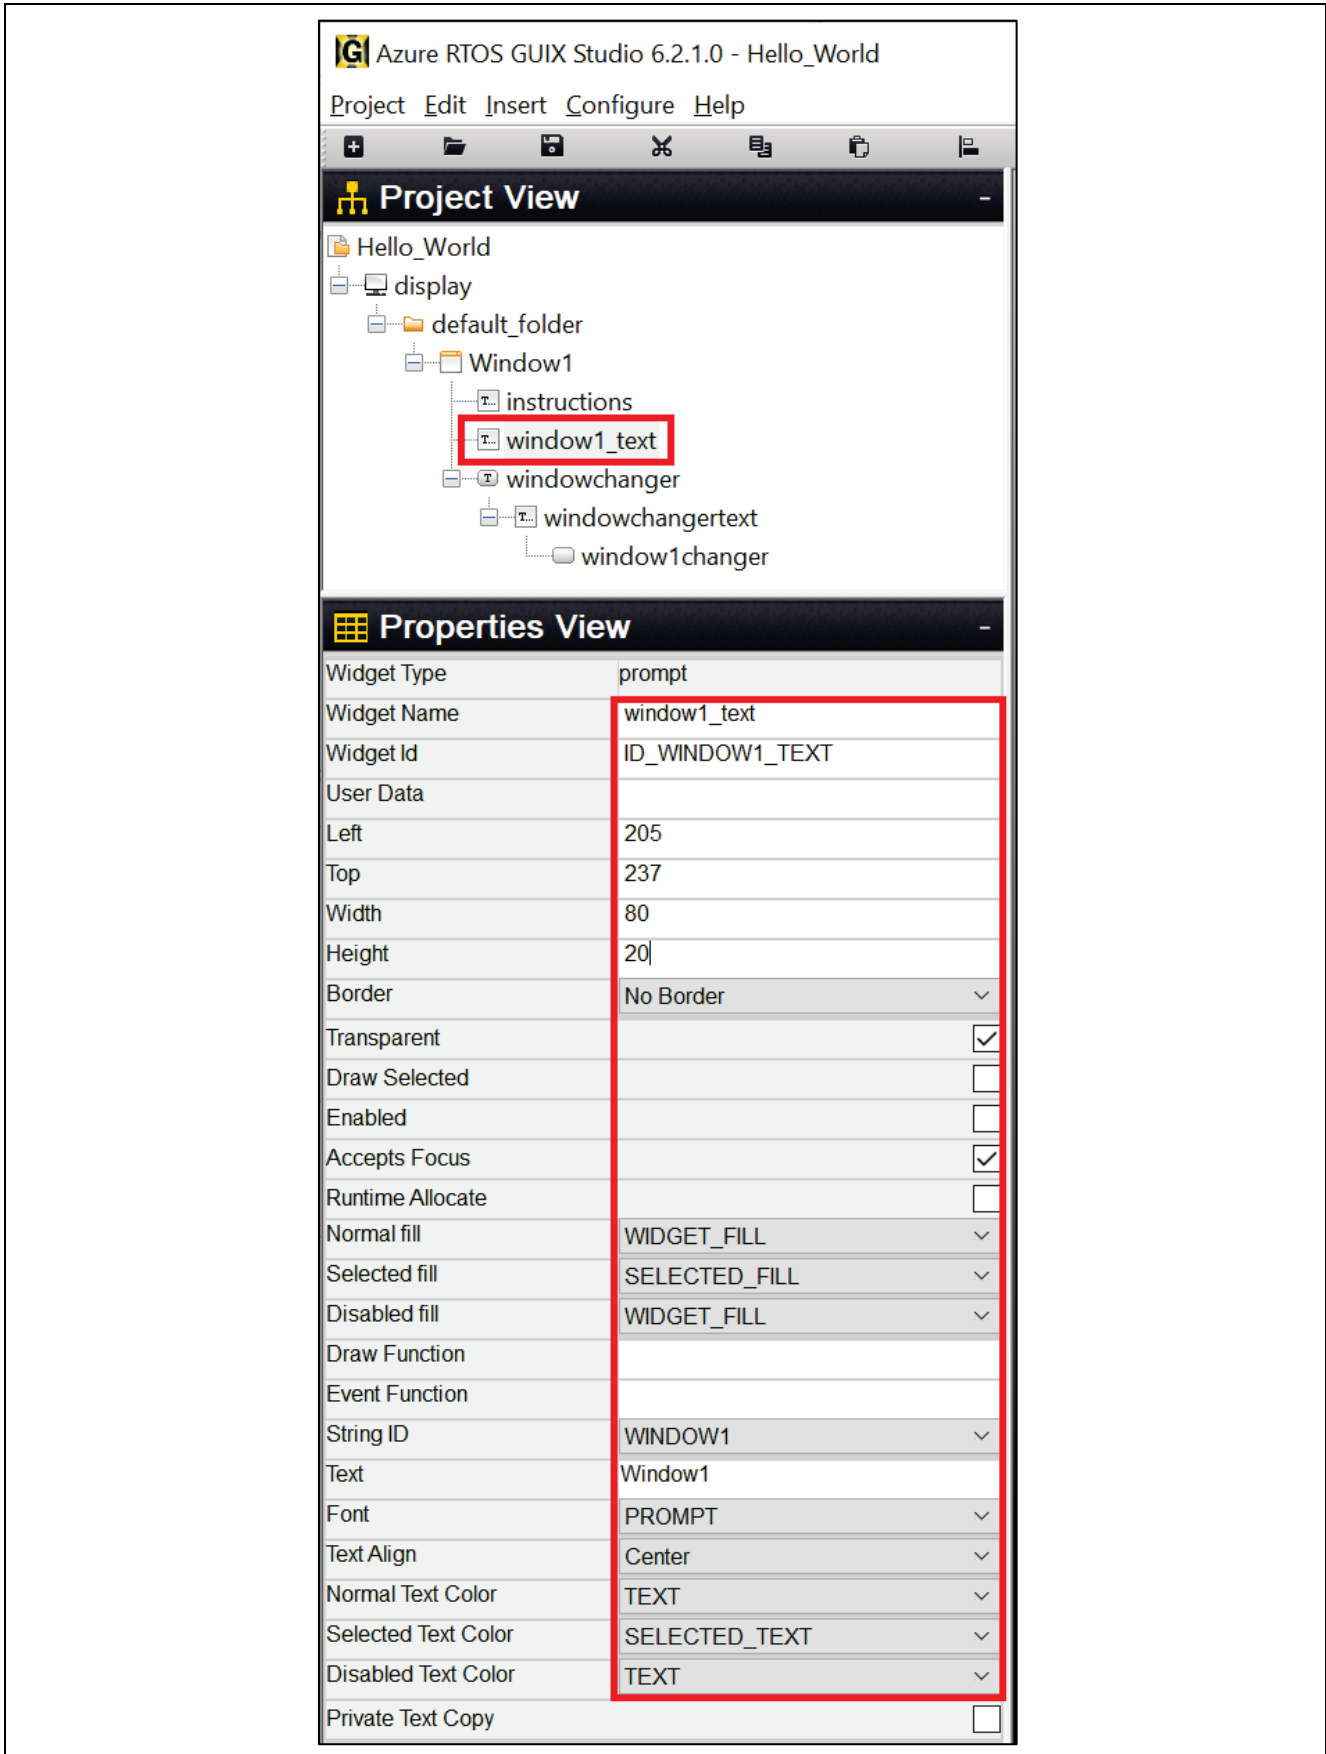 Azure RTOS GUIX Studio 6.2.1.0 - Hello_World
Project Edit Insert Configure Help
Project View
Hello_World
display
default_folder
Window1
instructions
window1_text
windowchanger
windowchangertext
window1changer
Properties View
Widget Type prompt
Widget Name window1_text
Widget Id ID_WINDOW1_TEXT
User Data
Left 205
Top 237
Width 80
Height 20
Border No Border
Transparent
Draw Selected
Enabled
Accepts Focus
Runtime Allocate
Normal fill WIDGET_FILL
Selected fill SELECTED_FILL
Disabled fill WIDGET_FILL
Draw Function
Event Function
String ID WINDOW1
Text Window1
Font PROMPT
Text Align Center
Normal Text Color TEXT
Selected Text Color SELECTED_TEXT
Disabled Text Color TEXT
Private Text Copy